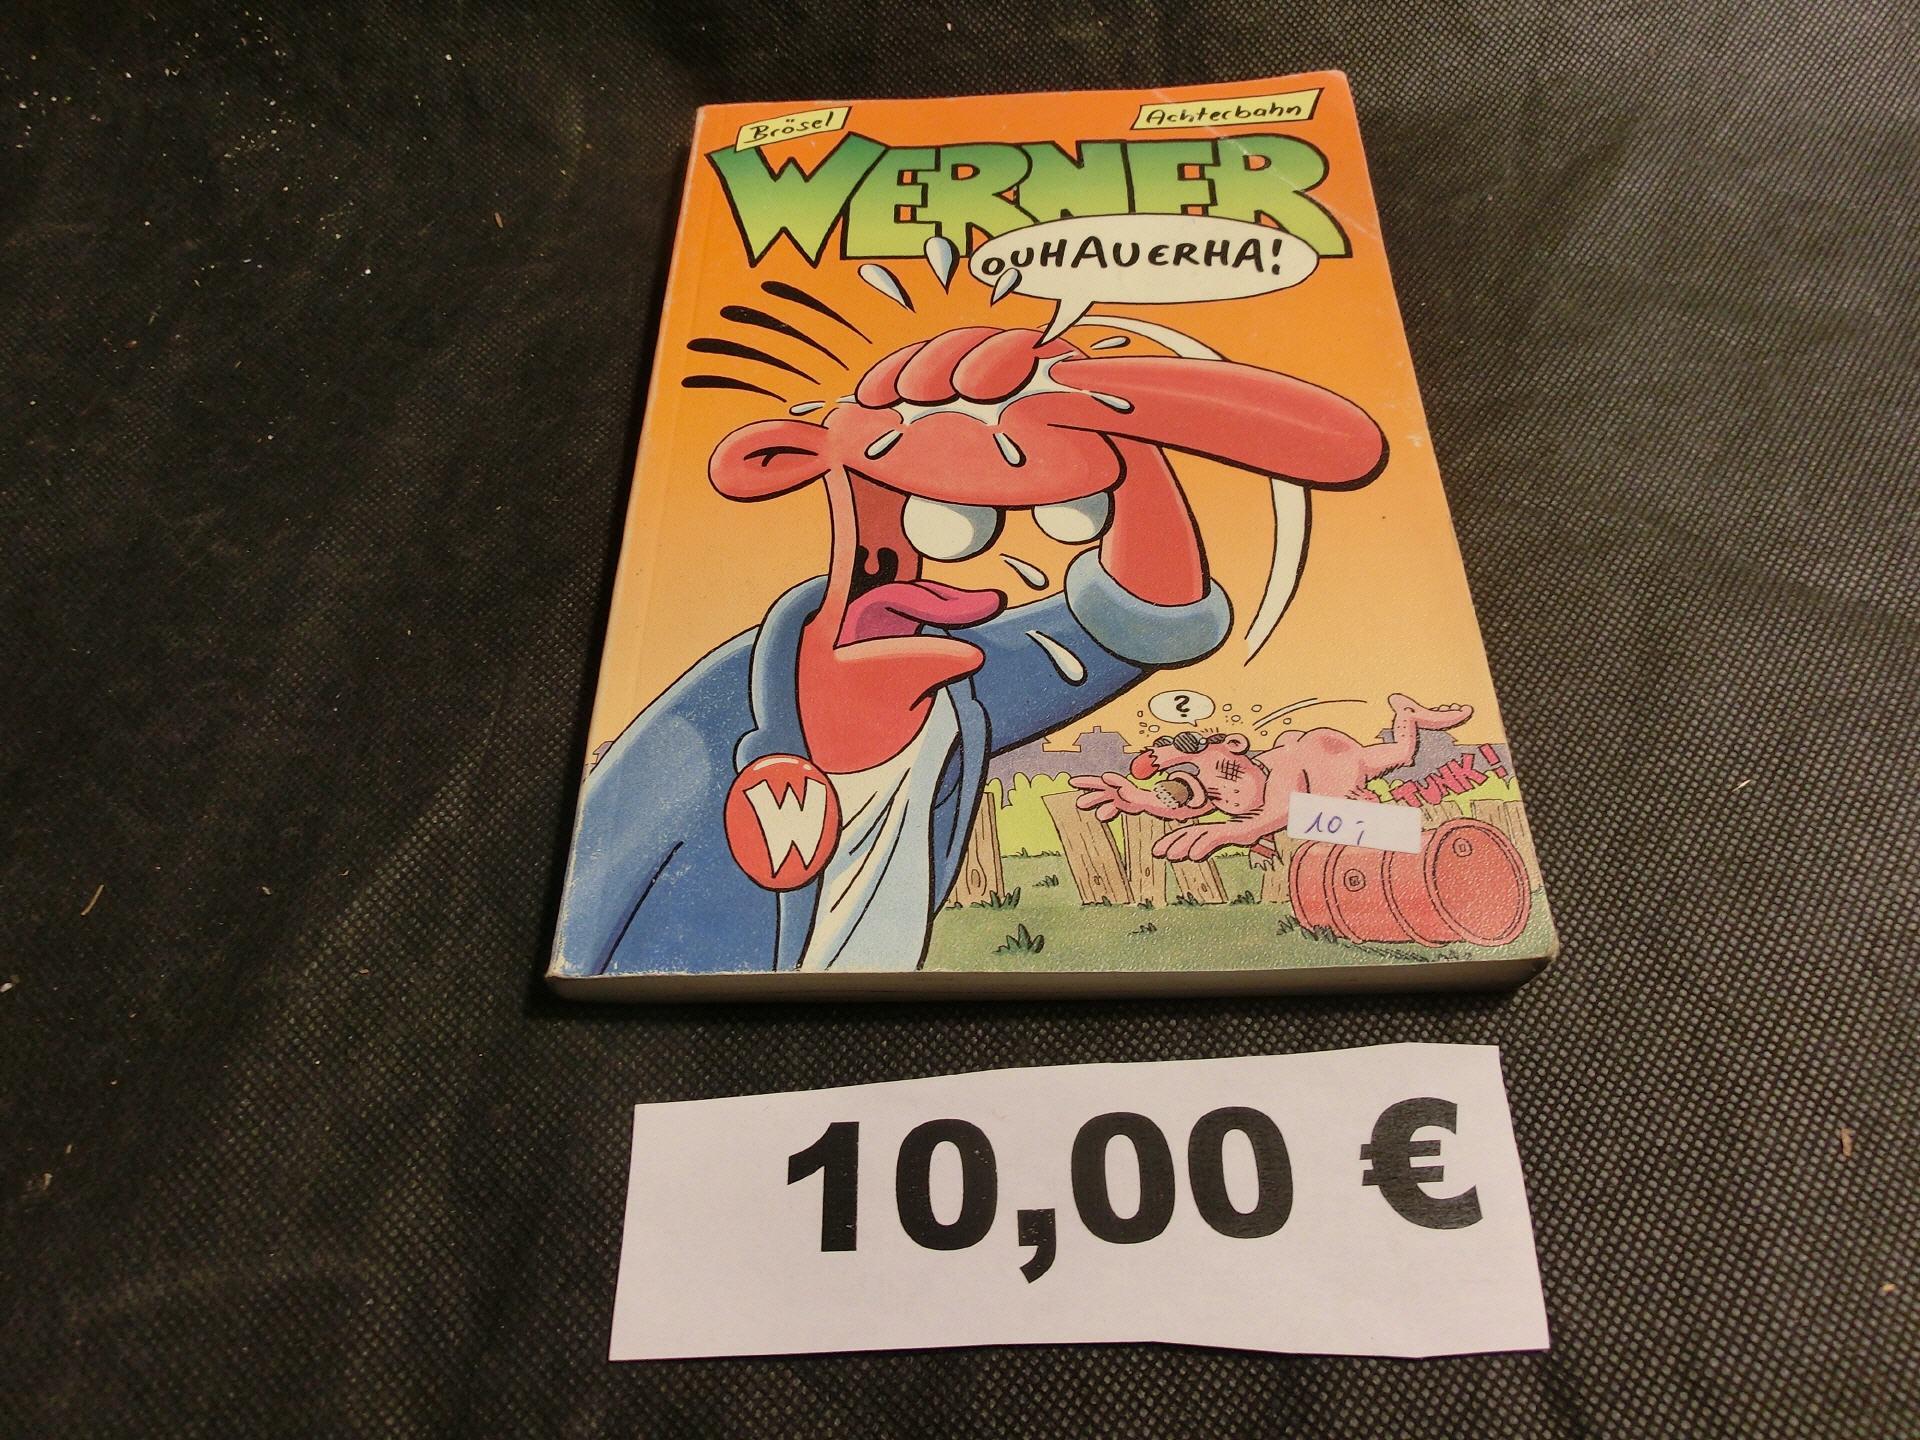 Brösel
Achterbahn
WERNER
OUHAUERHA!
W
?
TUNK!
10,-
10,00 €